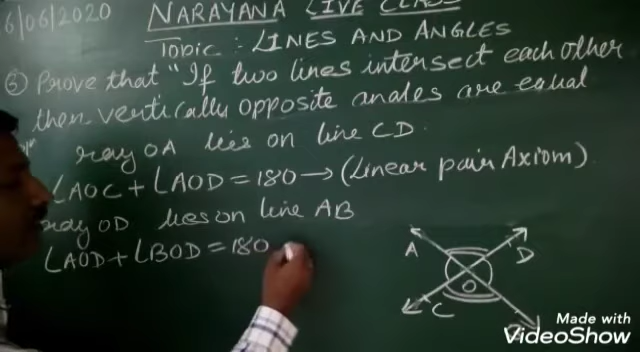 6/06/2020 NARAYANA LIVE CLASS
Topic : LINES AND ANGLES
6) Prove that "If two lines intersect each other
then vertically opposite angles are equal
ray OA lies on line CD.
∠AOC + ∠AOD = 180 → (Linear pair Axiom)
ray OD lies on line AB
∠AOD + ∠BOD = 180
A
D
O
C
Made with
VideoShow